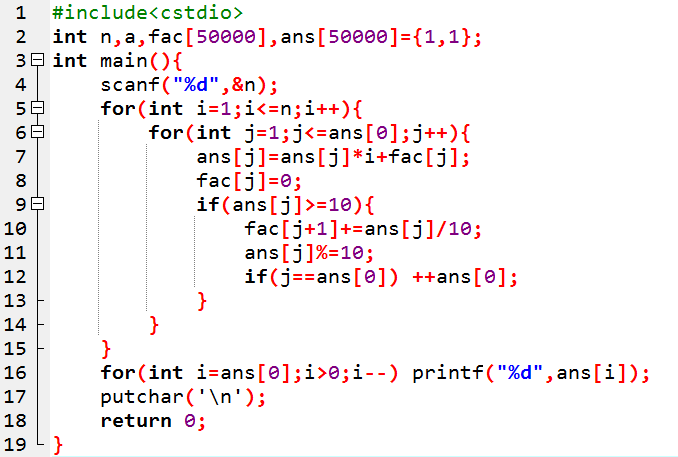 1 #include<cstdio>
2 int n,a,fac[50000],ans[50000]={1,1};
3 int main(){
4     scanf("%d",&n);
5     for(int i=1;i<=n;i++){
6         for(int j=1;j<=ans[0];j++){
7             ans[j]=ans[j]*i+fac[j];
8             fac[j]=0;
9             if(ans[j]>=10){
10                 fac[j+1]+=ans[j]/10;
11                 ans[j]%=10;
12                 if(j==ans[0]) ++ans[0];
13             }
14         }
15     }
16     for(int i=ans[0];i>0;i--) printf("%d",ans[i]);
17     putchar('\n');
18     return 0;
19 }